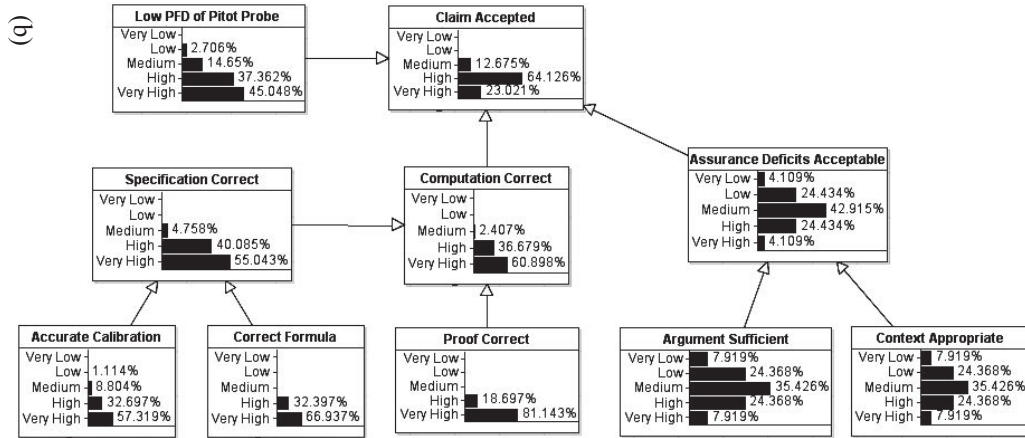 (b)
Low PFD of Pitot Probe
Very Low
Low 2.706%
Medium 14.65%
High 37.362%
Very High 45.048%
Claim Accepted
Very Low
Low
Medium 12.675%
High 64.126%
Very High 23.021%
Specification Correct
Very Low
Low
Medium 4.758%
High 40.085%
Very High 55.043%
Computation Correct
Very Low
Low
Medium 2.407%
High 36.679%
Very High 60.898%
Assurance Deficits Acceptable
Very Low 4.109%
Low 24.434%
Medium 42.915%
High 24.434%
Very High 4.109%
Accurate Calibration
Very Low
Low 1.114%
Medium 8.804%
High 32.697%
Very High 57.319%
Correct Formula
Very Low
Low
Medium
High 32.397%
Very High 66.937%
Proof Correct
Very Low
Low
Medium
High 18.697%
Very High 81.143%
Argument Sufficient
Very Low 7.919%
Low 24.368%
Medium 35.426%
High 24.368%
Very High 7.919%
Context Appropriate
Very Low 7.919%
Low 24.368%
Medium 35.426%
High 24.368%
Very High 7.919%